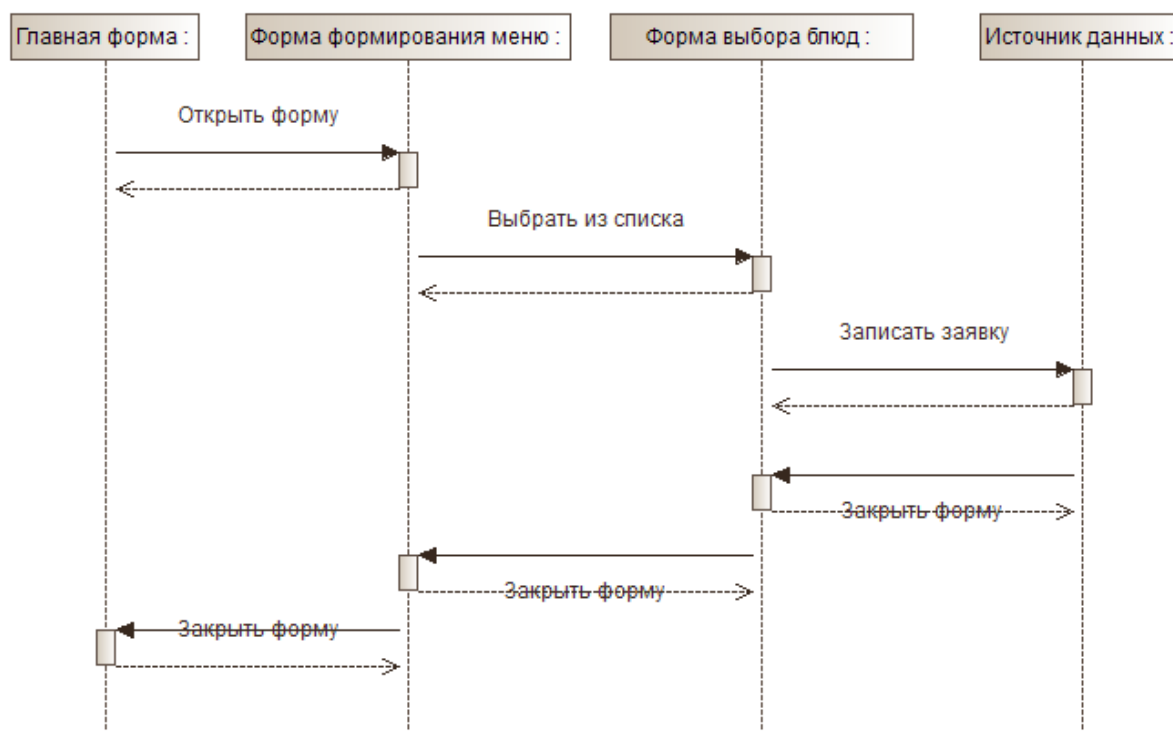 Главная форма :
Форма формирования меню :
Форма выбора блюд :
Источник данных :
Открыть форму
Выбрать из списка
Записать заявку
Закрыть форму
Закрыть форму
Закрыть форму